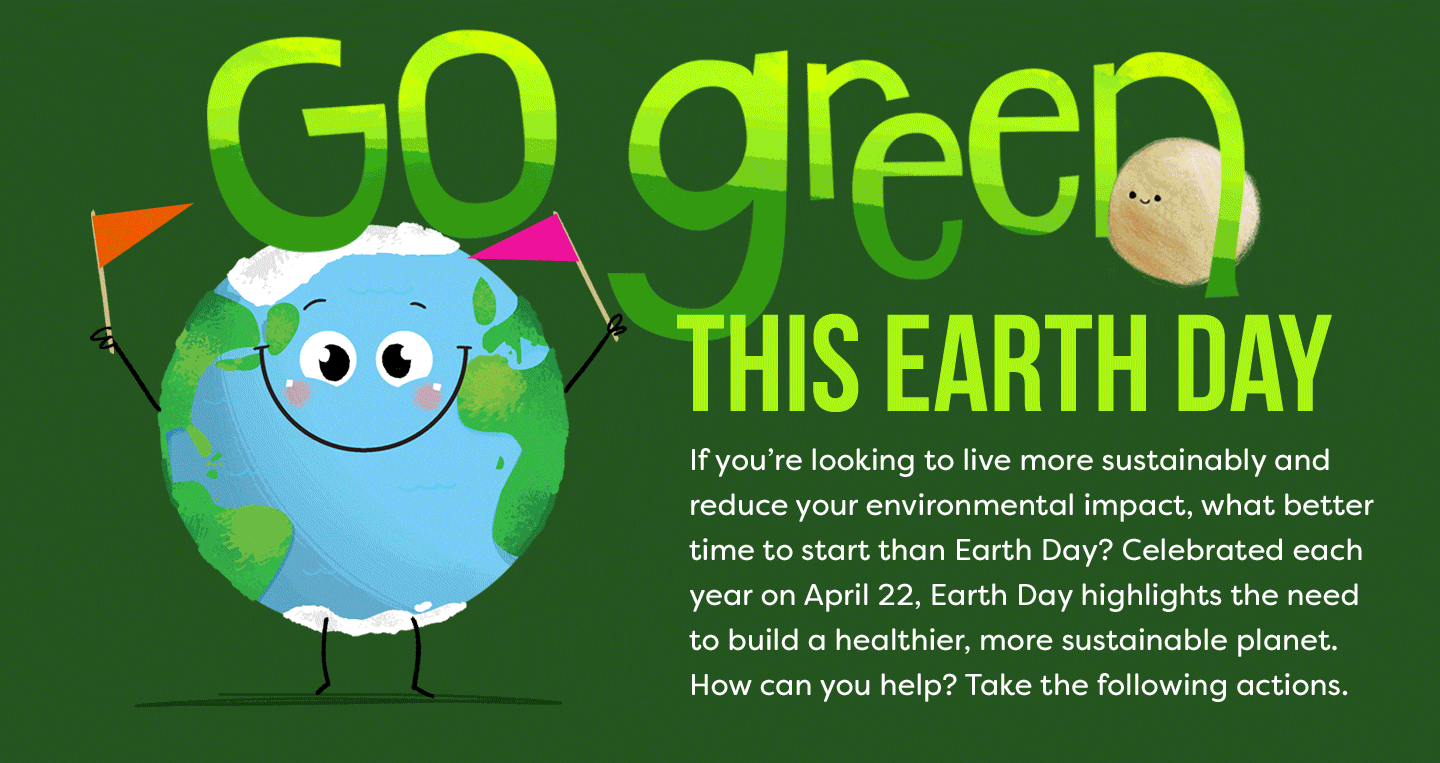 GO green
THIS EARTH DAY
If you’re looking to live more sustainably and
reduce your environmental impact, what better
time to start than Earth Day? Celebrated each
year on April 22, Earth Day highlights the need
to build a healthier, more sustainable planet.
How can you help? Take the following actions.